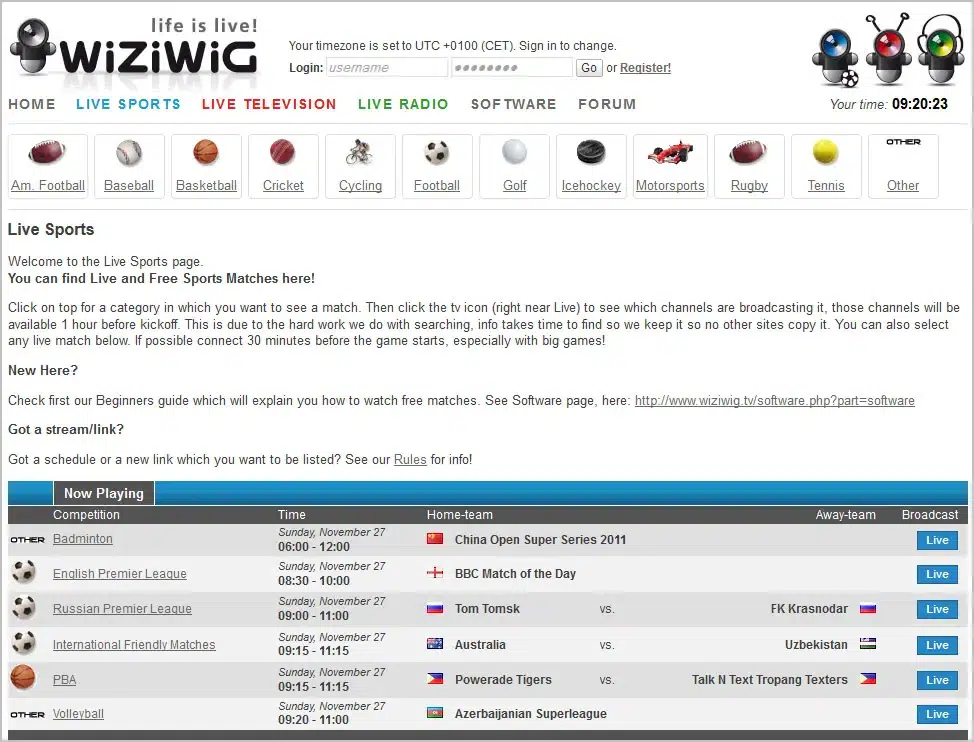 life is live!
WiZiWiG
Your timezone is set to UTC +0100 (CET). Sign in to change.
Login: username ●●●●●●●● Go or Register!
HOME LIVE SPORTS LIVE TELEVISION LIVE RADIO SOFTWARE FORUM Your time: 09:20:23
OTHER
Am. Football Baseball Basketball Cricket Cycling Football Golf Icehockey Motorsports Rugby Tennis Other
Live Sports
Welcome to the Live Sports page.
You can find Live and Free Sports Matches here!
Click on top for a category in which you want to see a match. Then click the tv icon (right near Live) to see which channels are broadcasting it, those channels will be
available 1 hour before kickoff. This is due to the hard work we do with searching, info takes time to find so we keep it so no other sites copy it. You can also select
any live match below. If possible connect 30 minutes before the game starts, especially with big games!
New Here?
Check first our Beginners guide which will explain you how to watch free matches. See Software page, here: http://www.wiziwig.tv/software.php?part=software
Got a stream/link?
Got a schedule or a new link which you want to be listed? See our Rules for info!
Now Playing
Competition Time Home-team Away-team Broadcast
OTHER Badminton Sunday, November 27 06:00 - 12:00 China Open Super Series 2011 Live
English Premier League Sunday, November 27 08:30 - 10:00 BBC Match of the Day Live
Russian Premier League Sunday, November 27 09:00 - 11:00 Tom Tomsk vs. FK Krasnodar Live
International Friendly Matches Sunday, November 27 09:15 - 11:15 Australia vs. Uzbekistan Live
PBA Sunday, November 27 09:15 - 11:15 Powerade Tigers vs. Talk N Text Tropang Texters Live
OTHER Volleyball Sunday, November 27 09:20 - 11:00 Azerbaijanian Superleague Live